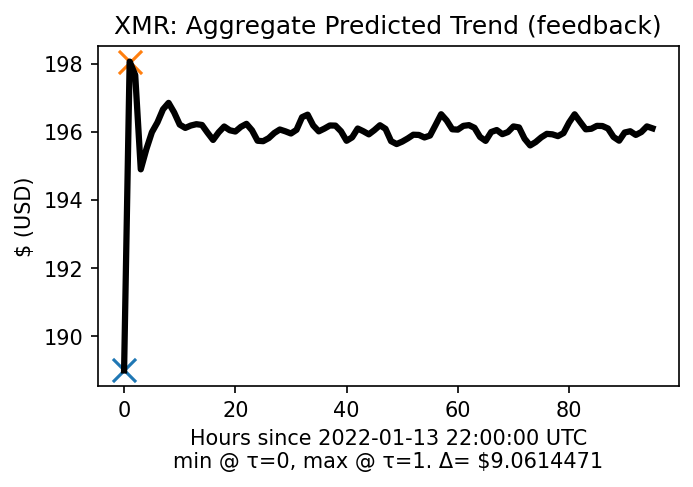 XMR: Aggregate Predicted Trend (feedback)
$ (USD)
198
196
194
192
190
0 20 40 60 80
Hours since 2022-01-13 22:00:00 UTC
min @ τ=0, max @ τ=1. Δ= $9.0614471